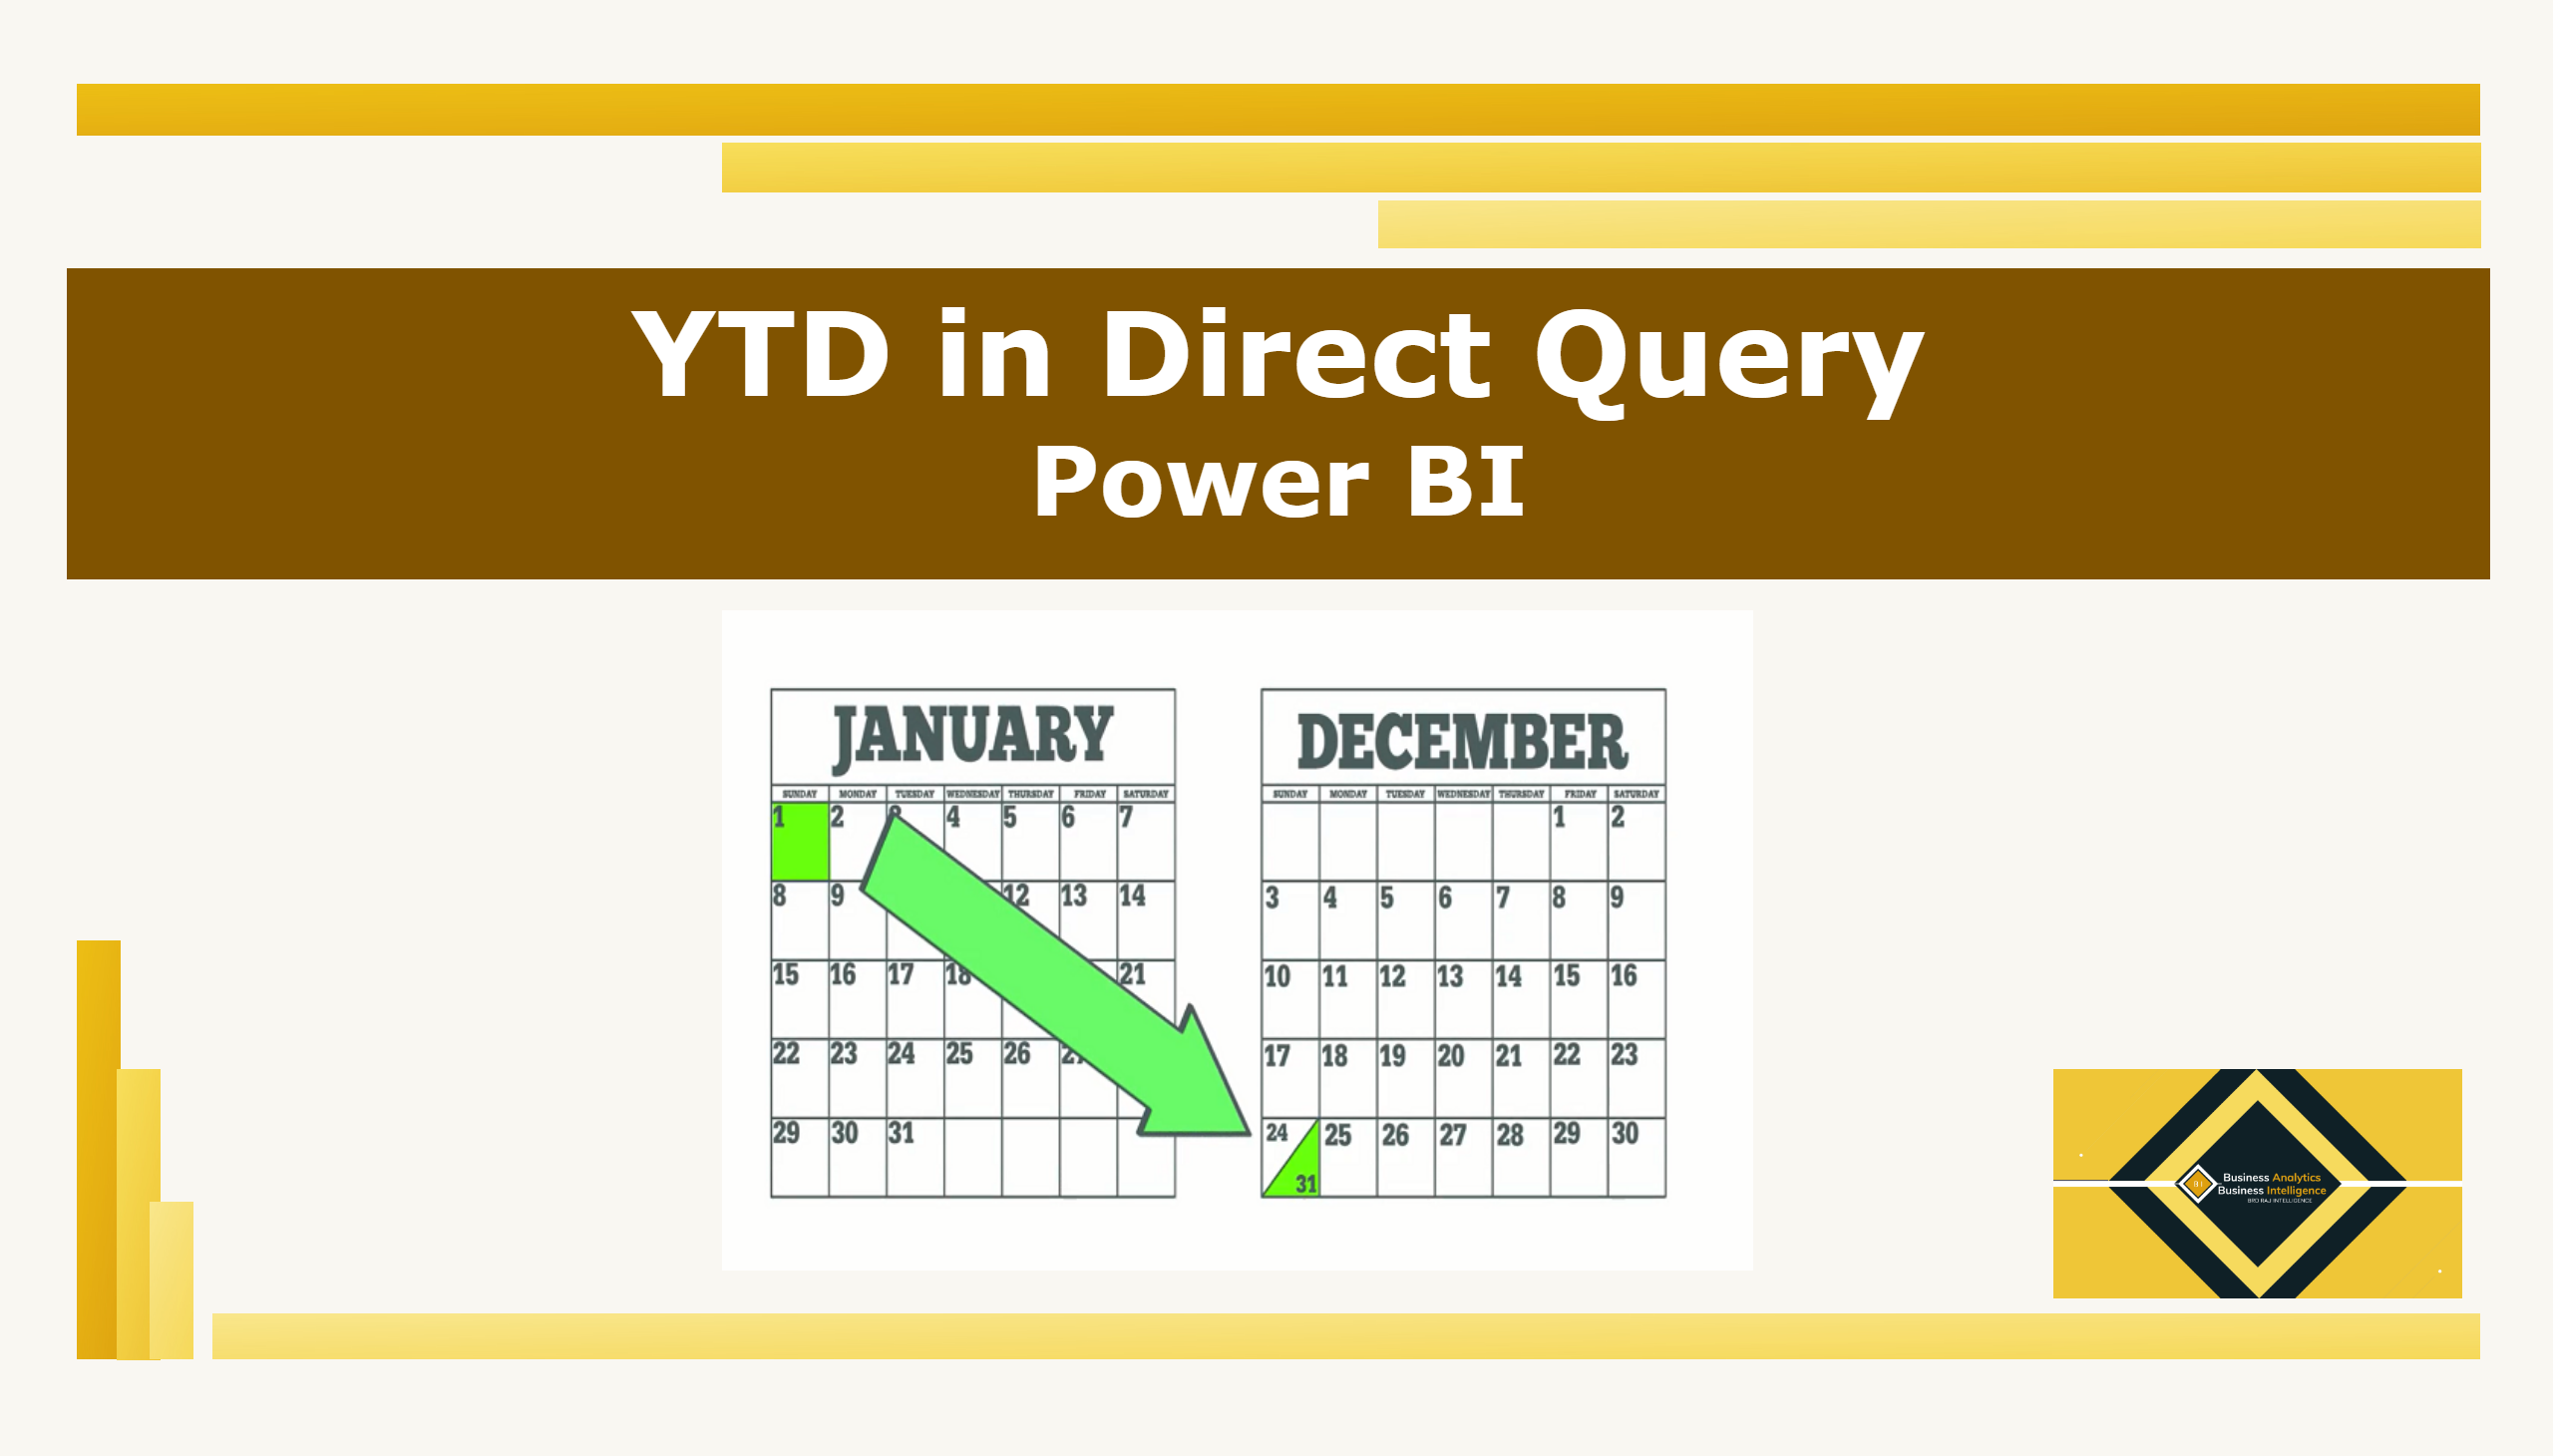 YTD in Direct Query
Power BI
JANUARY
SUNDAY MONDAY TUESDAY WEDNESDAY THURSDAY FRIDAY SATURDAY
1 2 3 4 5 6 7
8 9 12 13 14
15 16 17 18 21
22 23 24 25 26 27
29 30 31
DECEMBER
SUNDAY MONDAY TUESDAY WEDNESDAY THURSDAY FRIDAY SATURDAY
1 2
3 4 5 6 7 8 9
10 11 12 13 14 15 16
17 18 19 20 21 22 23
24 31 25 26 27 28 29 30
Business Analytics
Business Intelligence
BRO RAJ INTELLIGENCE